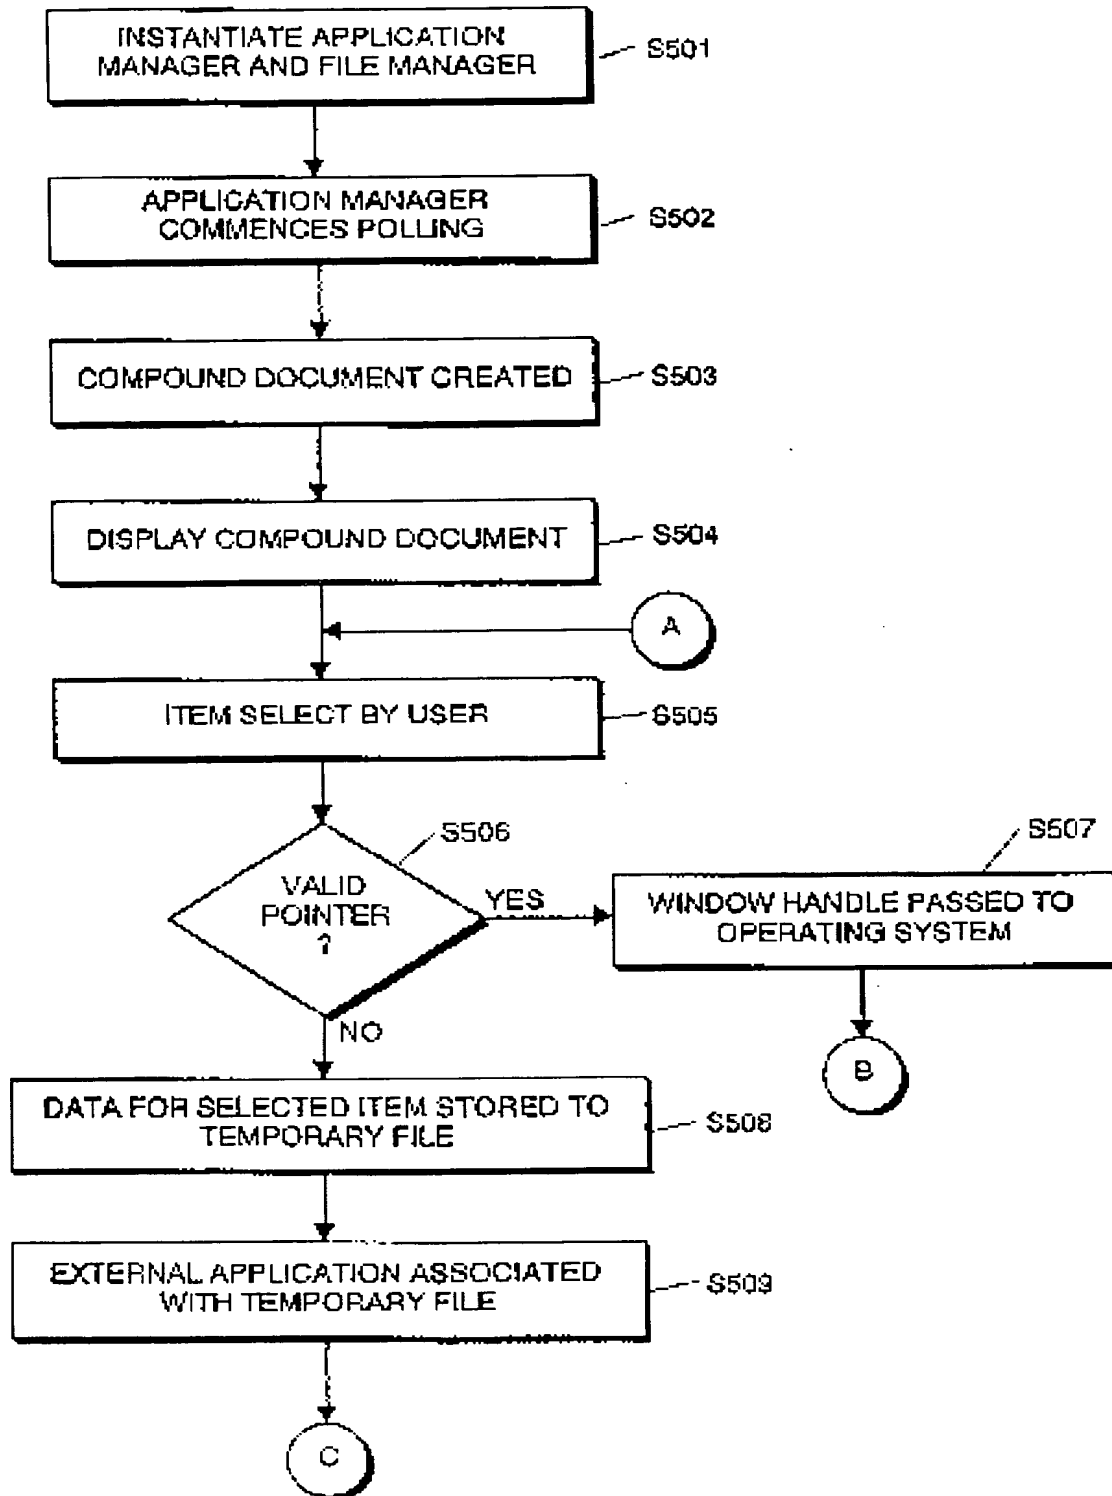 INSTANTIATE APPLICATION
MANAGER AND FILE MANAGER
S501
APPLICATION MANAGER
COMMENCES POLLING
S502
COMPOUND DOCUMENT CREATED
S503
DISPLAY COMPOUND DOCUMENT
S504
A
ITEM SELECT BY USER
S505
S506
VALID
POINTER
?
YES
S507
WINDOW HANDLE PASSED TO
OPERATING SYSTEM
B
NO
DATA FOR SELECTED ITEM STORED TO
TEMPORARY FILE
S508
EXTERNAL APPLICATION ASSOCIATED
WITH TEMPORARY FILE
S509
C